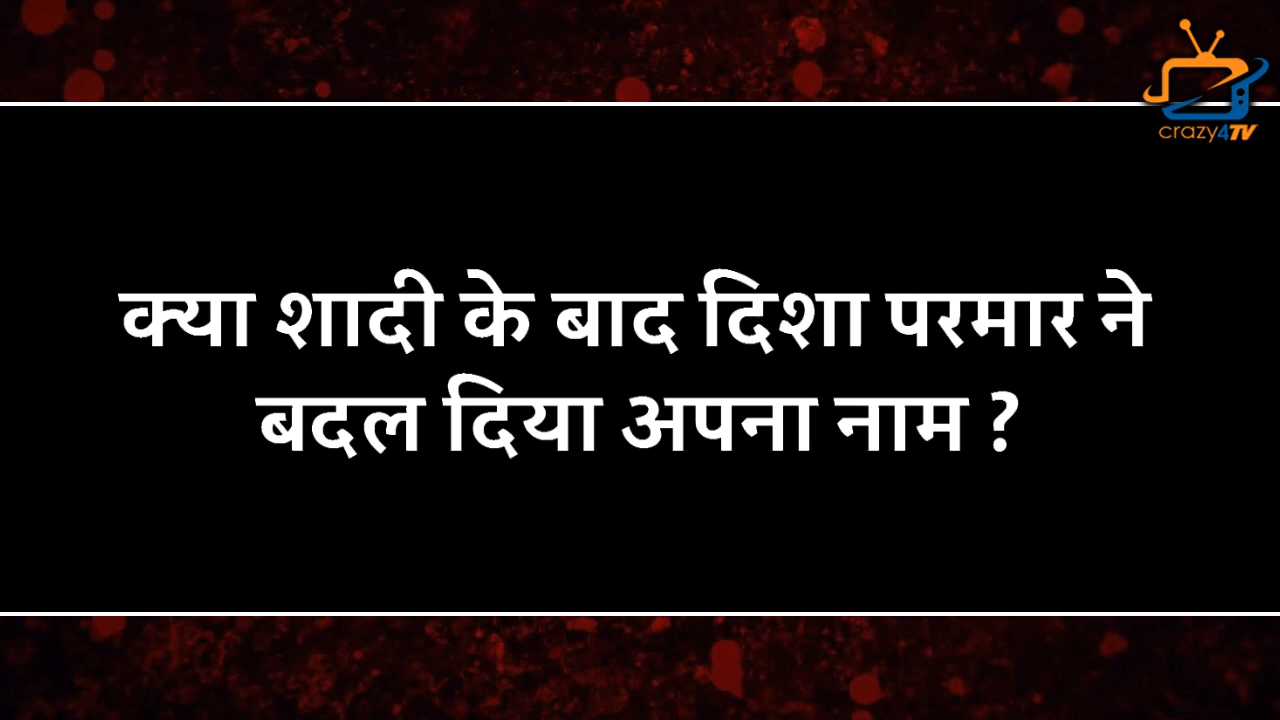 crazy4TV
क्या शादी के बाद दिशा परमार ने
बदल दिया अपना नाम ?